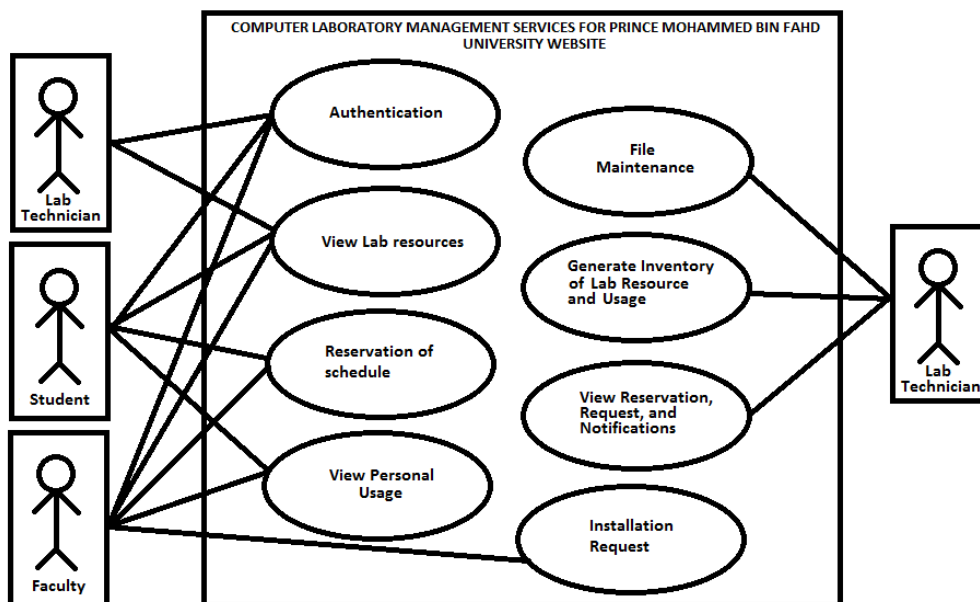 COMPUTER LABORATORY MANAGEMENT SERVICES FOR PRINCE MOHAMMED BIN FAHD
UNIVERSITY WEBSITE
Lab
Technician
Student
Faculty
Authentication
View Lab resources
Reservation of
schedule
View Personal
Usage
File
Maintenance
Generate Inventory
of Lab Resource
and Usage
View Reservation,
Request, and
Notifications
Installation
Request
Lab
Technician